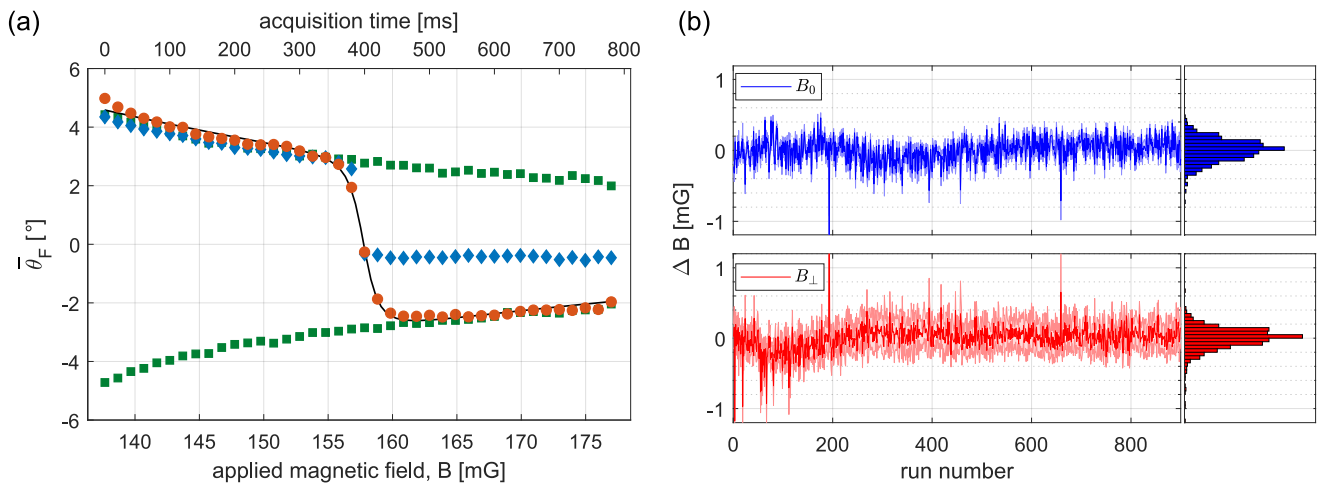 (a)
acquisition time [ms]
0 100 200 300 400 500 600 700 800
6
4
2
0
-2
-4
-6
θ̅_F [°]
140 145 150 155 160 165 170 175
applied magnetic field, B [mG]
(b)
B₀
1
0
-1
Δ B [mG]
B⊥
1
0
-1
0 200 400 600 800
run number